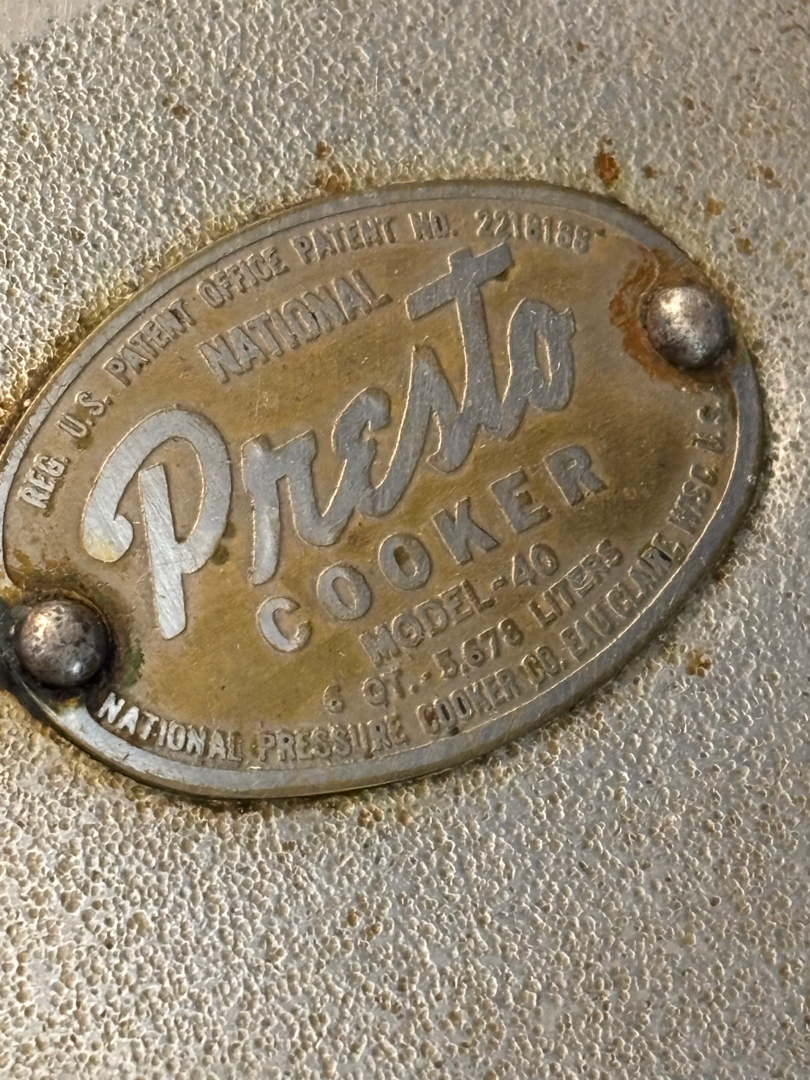 REG. U.S. PATENT OFFICE PATENT NO. 2218188
NATIONAL
Presto
COOKER
MODEL-40
6 QT.-5.678 LITERS
NATIONAL PRESSURE COOKER CO. EAU CLAIRE, WISC. U.S.A.